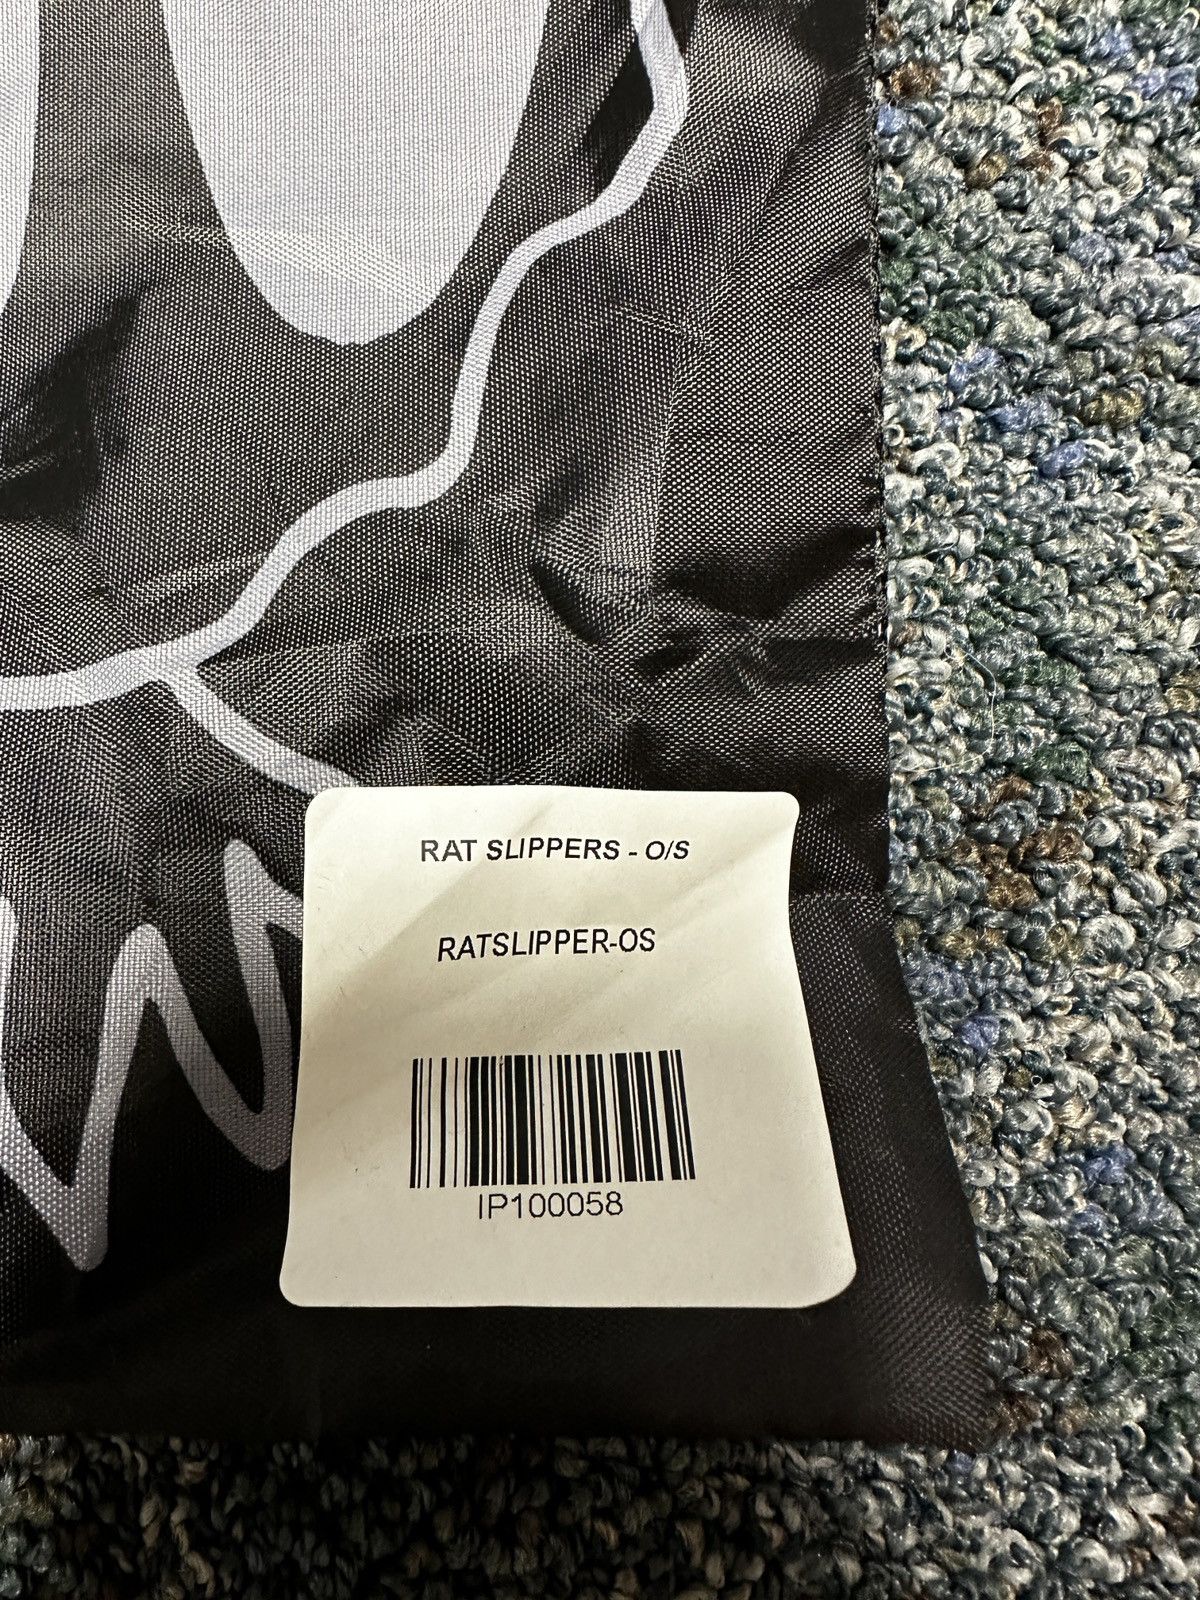 RAT SLIPPERS - O/S
RATSLIPPER-OS
IP100058